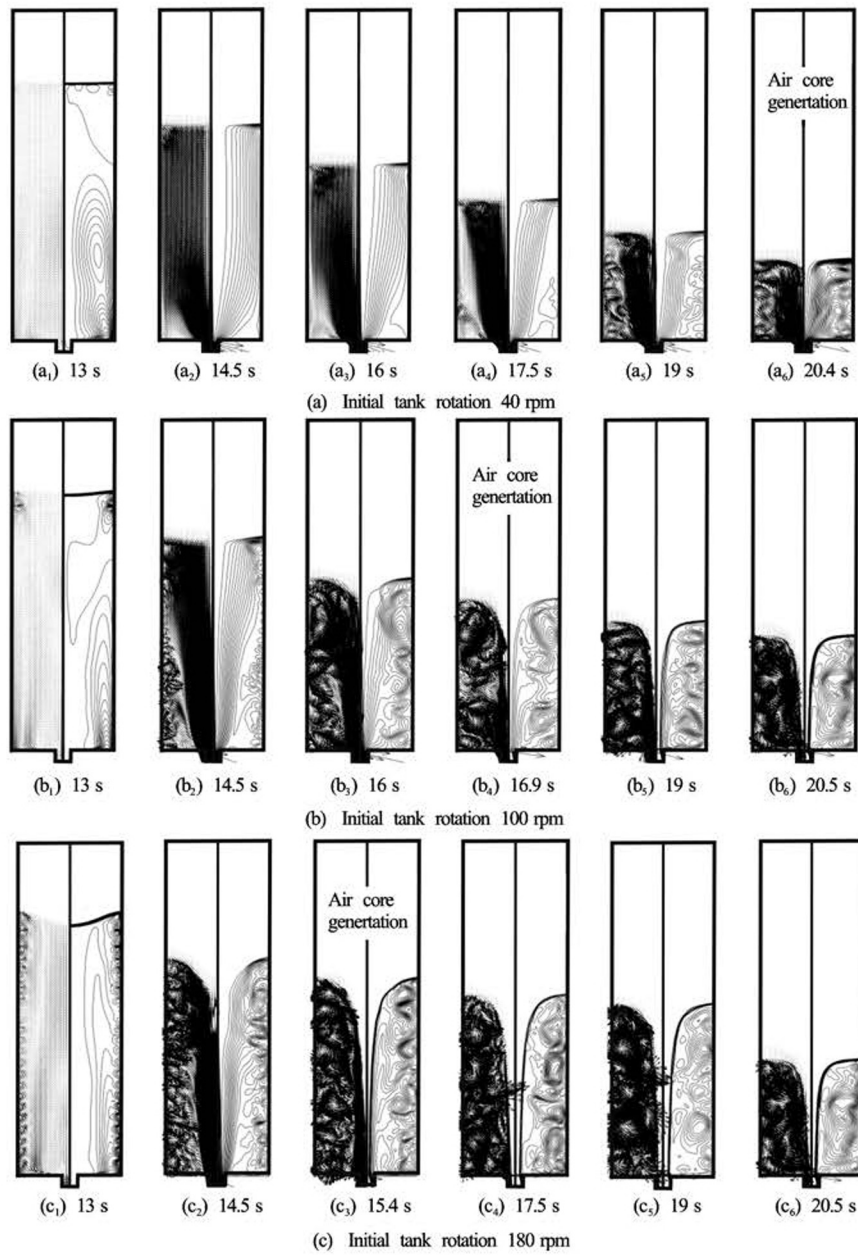 Air core
genertation
(a₁) 13 s (a₂) 14.5 s (a₃) 16 s (a₄) 17.5 s (a₅) 19 s (a₆) 20.4 s
(a) Initial tank rotation 40 rpm
Air core
genertation
(b₁) 13 s (b₂) 14.5 s (b₃) 16 s (b₄) 16.9 s (b₅) 19 s (b₆) 20.5 s
(b) Initial tank rotation 100 rpm
Air core
genertation
(c₁) 13 s (c₂) 14.5 s (c₃) 15.4 s (c₄) 17.5 s (c₅) 19 s (c₆) 20.5 s
(c) Initial tank rotation 180 rpm